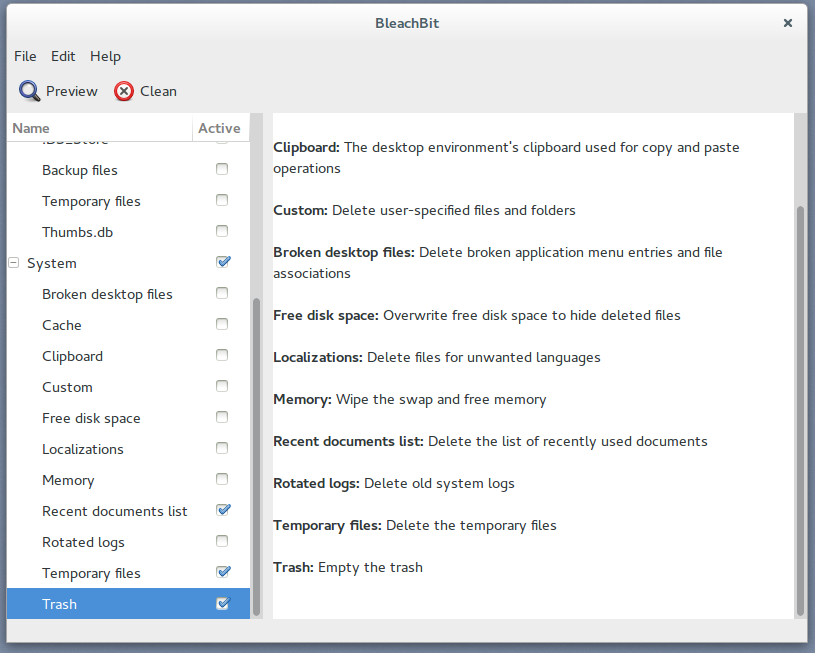 BleachBit
File Edit Help
Preview Clean
Name Active
Backup files
Temporary files
Thumbs.db
System
Broken desktop files
Cache
Clipboard
Custom
Free disk space
Localizations
Memory
Recent documents list
Rotated logs
Temporary files
Trash
Clipboard: The desktop environment's clipboard used for copy and paste
operations
Custom: Delete user-specified files and folders
Broken desktop files: Delete broken application menu entries and file
associations
Free disk space: Overwrite free disk space to hide deleted files
Localizations: Delete files for unwanted languages
Memory: Wipe the swap and free memory
Recent documents list: Delete the list of recently used documents
Rotated logs: Delete old system logs
Temporary files: Delete the temporary files
Trash: Empty the trash